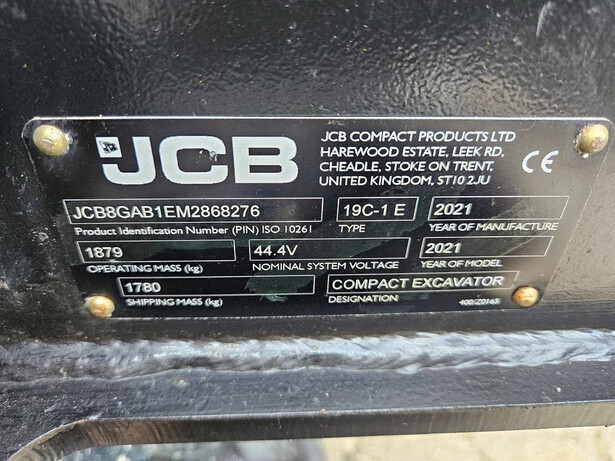 JCB
JCB COMPACT PRODUCTS LTD
HAREWOOD ESTATE, LEEK RD,
CHEADLE, STOKE ON TRENT,
UNITED KINGDOM, ST10 2JU
CE
JCB8GAB1EM2868276 19C-1 E 2021
Product Identification Number (PIN) ISO 10261 TYPE YEAR OF MANUFACTURE
1879 44.4V 2021
OPERATING MASS (kg) NOMINAL SYSTEM VOLTAGE YEAR OF MODEL
1780 COMPACT EXCAVATOR
SHIPPING MASS (kg) DESIGNATION 400/Z0165